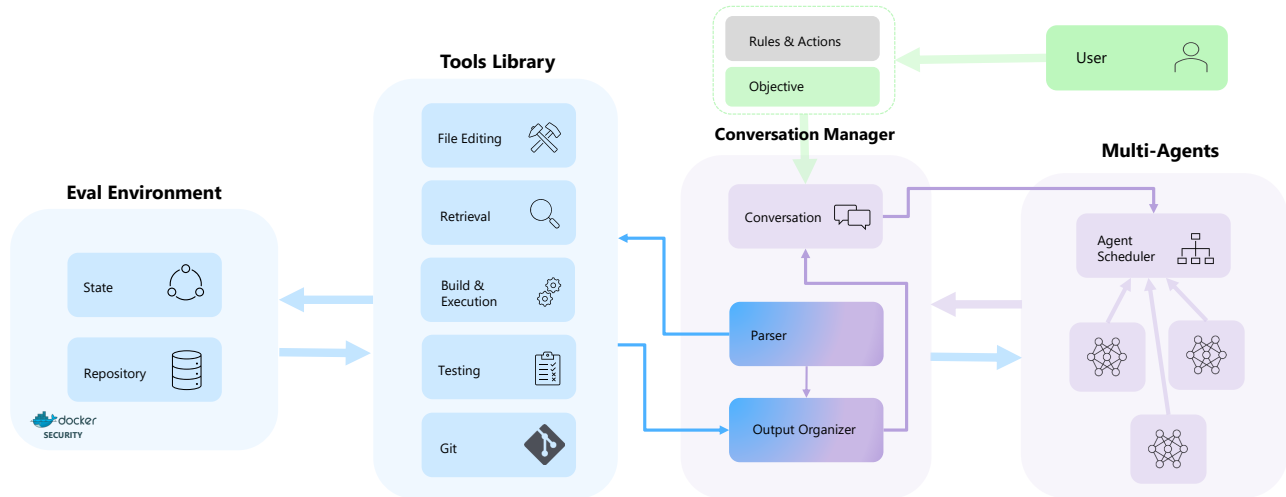 Rules & Actions
Objective
User
Tools Library
File Editing
Retrieval
Build &
Execution
Testing
Git
Conversation Manager
Conversation
Parser
Output Organizer
Multi-Agents
Agent
Scheduler
Eval Environment
State
Repository
docker
SECURITY